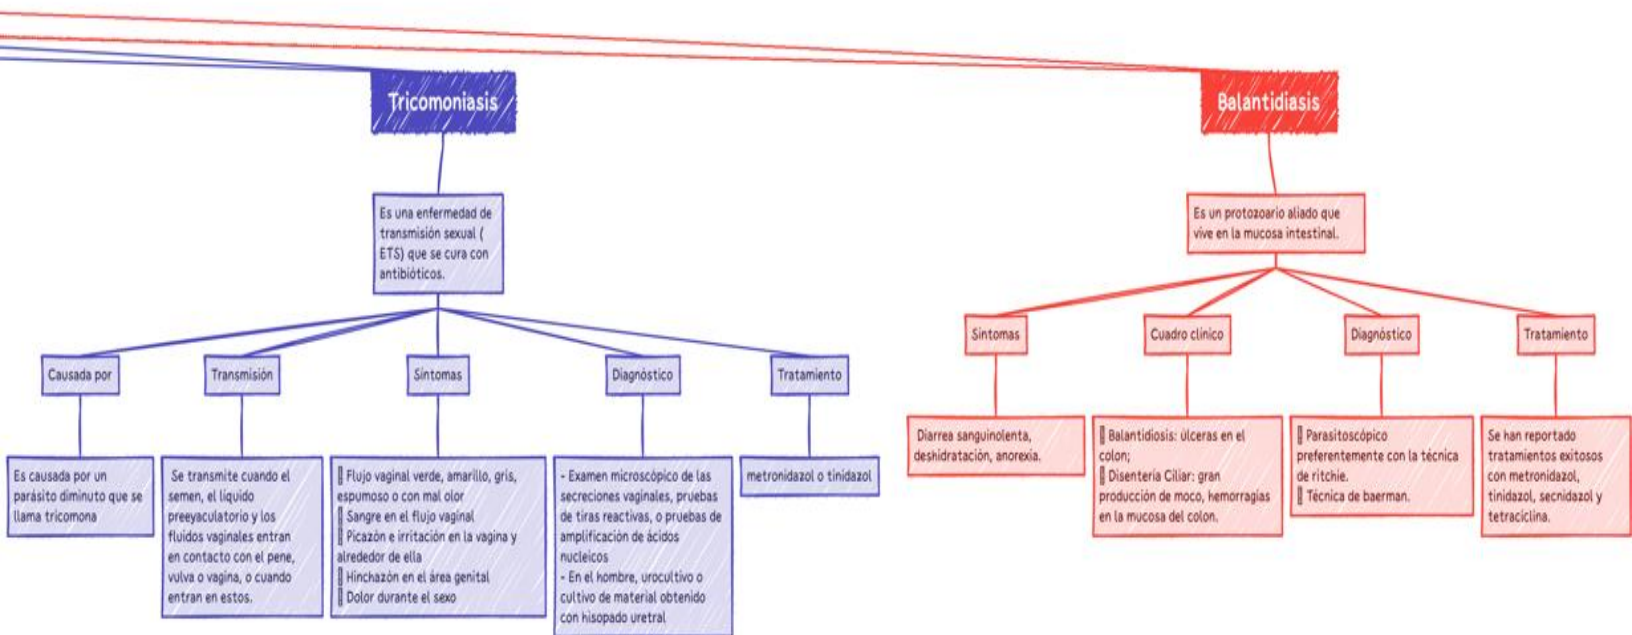 Tricomoniasis
Es una enfermedad de
transmisión sexual (
ETS) que se cura con
antibióticos.
Causada por
Es causada por un
parásito diminuto que se
llama tricomona
Transmisión
Se transmite cuando el
semen, el líquido
preeyaculatorio y los
fluidos vaginales entran
en contacto con el pene,
vulva o vagina, o cuando
entran en estos.
Síntomas
Flujo vaginal verde, amarillo, gris,
espumoso o con mal olor
Sangre en el flujo vaginal
Picazón e irritación en la vagina y
alrededor de ella
Hinchazón en el área genital
Dolor durante el sexo
Diagnóstico
- Examen microscópico de las
secreciones vaginales, pruebas
de tiras reactivas, o pruebas de
amplificación de ácidos
nucleicos
- En el hombre, urocultivo o
cultivo de material obtenido
con hisopado uretral
Tratamiento
metronidazol o tinidazol
Balantidiasis
Es un protozoario aliado que
vive en la mucosa intestinal.
Síntomas
Diarrea sanguinolenta,
deshidratación, anorexia.
Cuadro clínico
Balantidiosis: úlceras en el
colon;
Disentería Ciliar: gran
producción de moco, hemorragias
en la mucosa del colon.
Diagnóstico
Parasitoscópico
preferentemente con la técnica
de ritchie.
Técnica de baerman.
Tratamiento
Se han reportado
tratamientos exitosos
con metronidazol,
tinidazol, secnidazol y
tetraciclina.